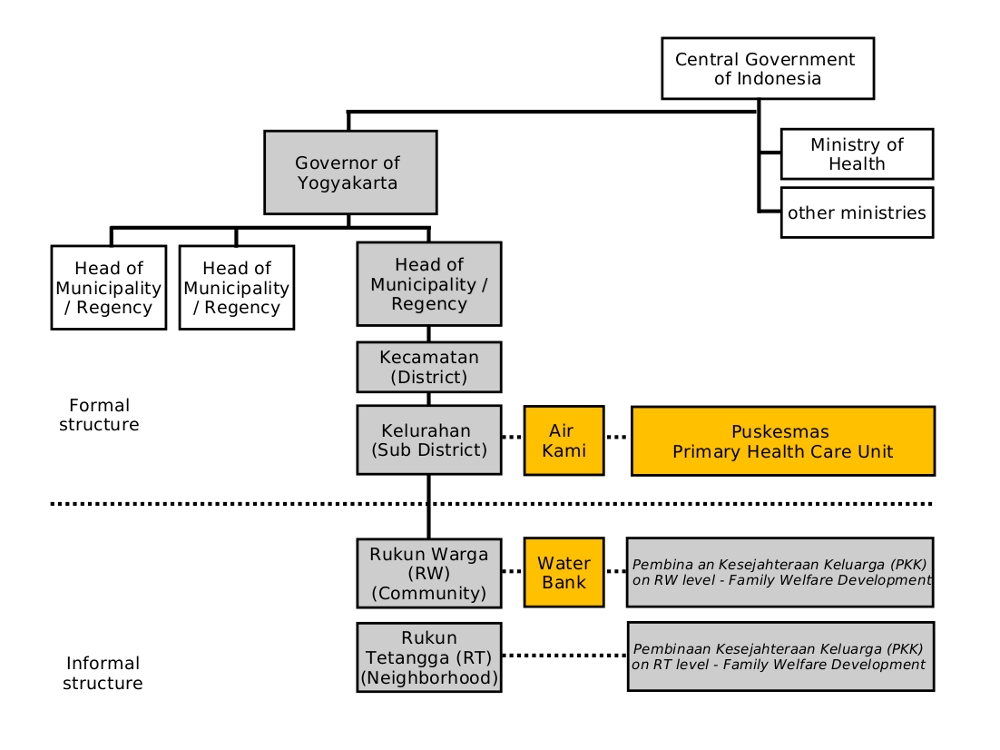 Central Government
of Indonesia
Ministry of
Health
other ministries
Governor of
Yogyakarta
Head of
Municipality
/ Regency
Head of
Municipality
/ Regency
Head of
Municipality /
Regency
Kecamatan
(District)
Formal
structure
Kelurahan
(Sub District)
Air
Kami
Puskesmas
Primary Health Care Unit
Rukun Warga
(RW)
(Community)
Water
Bank
Pembina an Kesejahteraan Keluarga (PKK)
on RW level - Family Welfare Development
Rukun
Tetangga (RT)
(Neighborhood)
Pembinaan Kesejahteraan Keluarga (PKK)
on RT level - Family Welfare Development
Informal
structure